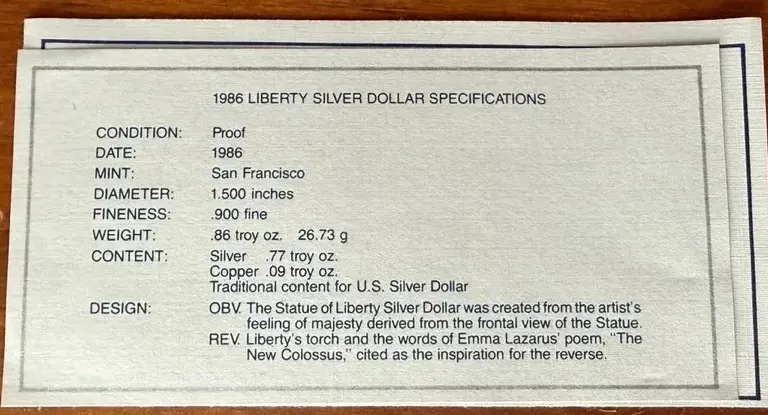 1986 LIBERTY SILVER DOLLAR SPECIFICATIONS
CONDITION: Proof
DATE: 1986
MINT: San Francisco
DIAMETER: 1.500 inches
FINENESS: .900 fine
WEIGHT: .86 troy oz. 26.73 g
CONTENT: Silver .77 troy oz.
Copper .09 troy oz.
Traditional content for U.S. Silver Dollar
DESIGN: OBV. The Statue of Liberty Silver Dollar was created from the artist's
feeling of majesty derived from the frontal view of the Statue.
REV. Liberty's torch and the words of Emma Lazarus' poem, "The
New Colossus," cited as the inspiration for the reverse.